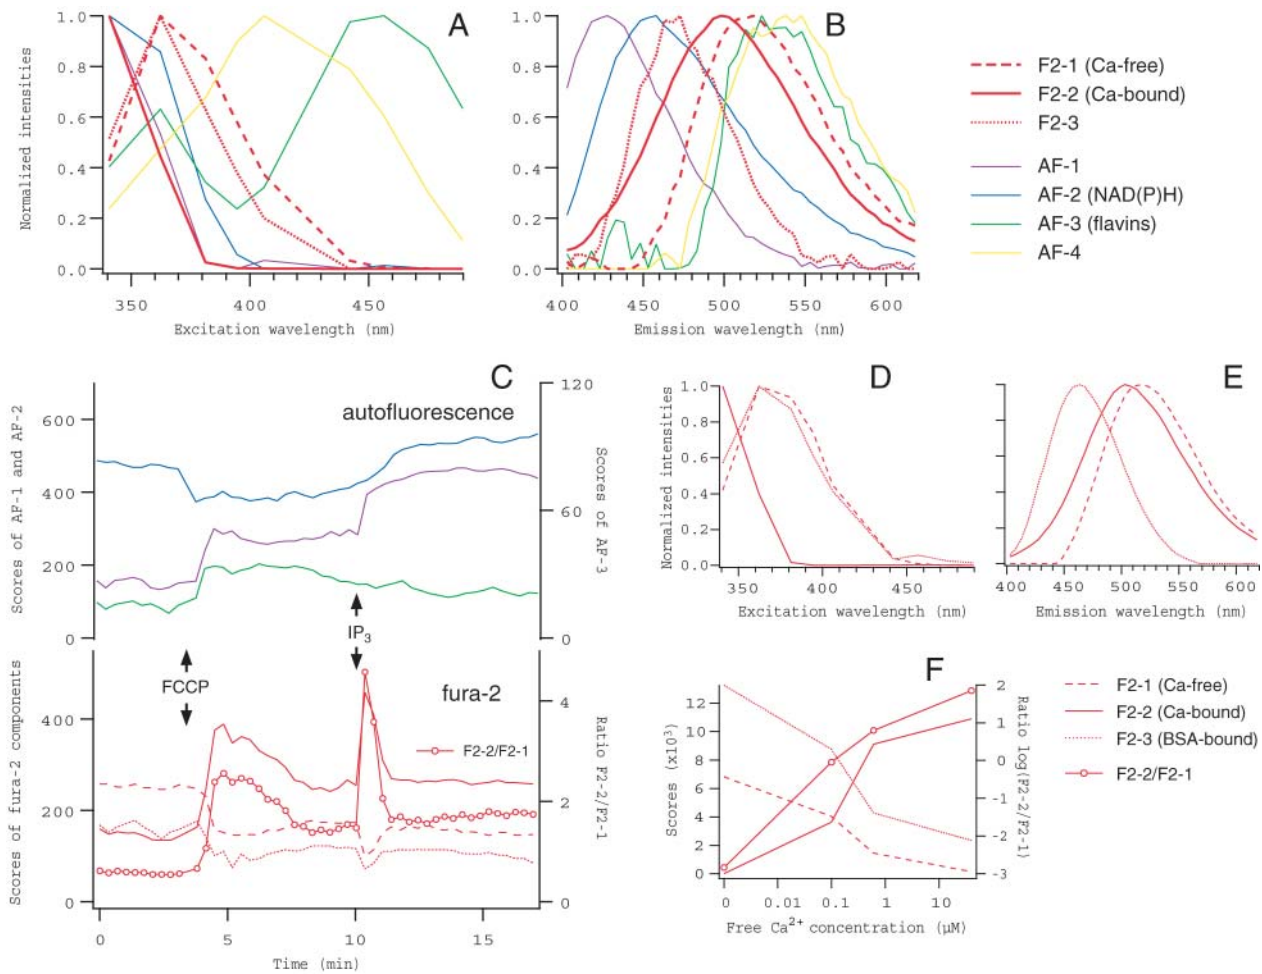 A
B
Normalized intensities
1.0
0.8
0.6
0.4
0.2
0.0
350
400
450
Excitation wavelength (nm)
1.0
0.8
0.6
0.4
0.2
0.0
400
450
500
550
600
Emission wavelength (nm)
F2-1 (Ca-free)
F2-2 (Ca-bound)
F2-3
AF-1
AF-2 (NAD(P)H)
AF-3 (flavins)
AF-4
C
autofluorescence
Scores of AF-1 and AF-2
600
400
200
0
120
60
0
Scores of AF-3
FCCP
IP3
fura-2
F2-2/F2-1
Scores of fura-2 components
400
200
0
4
2
0
Ratio F2-2/F2-1
0
5
10
15
Time (min)
D
Normalized intensities
1.0
0.8
0.6
0.4
0.2
0.0
350
400
450
Excitation wavelength (nm)
E
400
450
500
550
600
Emission wavelength (nm)
F
Scores (x10³)
12
10
8
6
4
2
0
2
1
0
-1
-2
-3
Ratio log(F2-2/F2-1)
0
0.01
0.1
1
10
Free Ca²⁺ concentration (µM)
F2-1 (Ca-free)
F2-2 (Ca-bound)
F2-3 (BSA-bound)
F2-2/F2-1